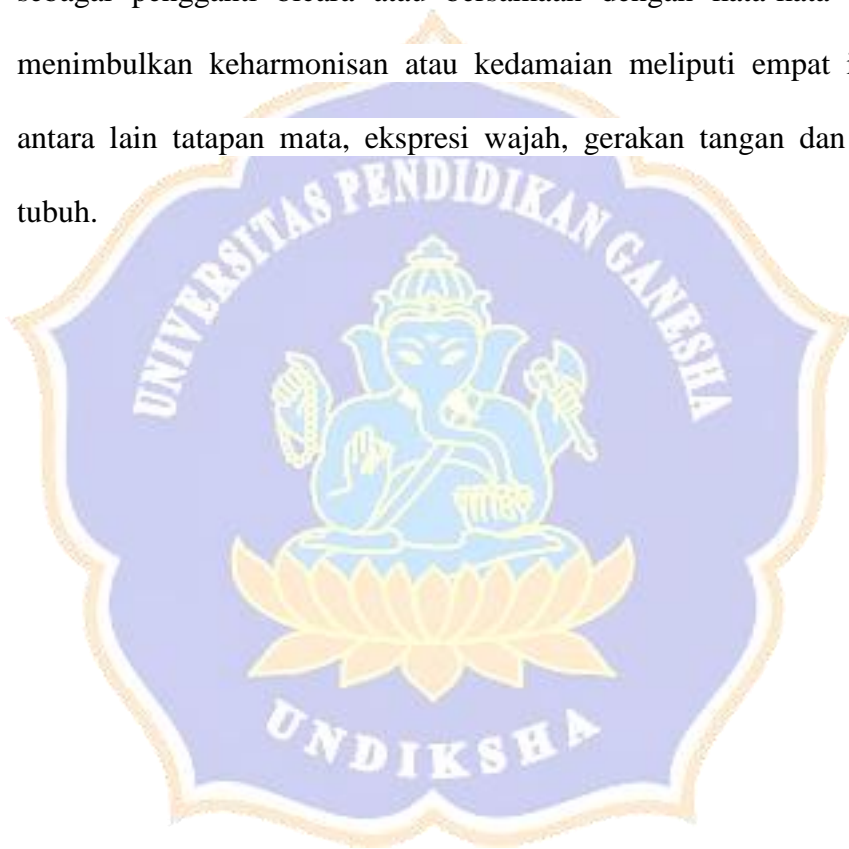 menimbulkan keharmonisan atau kedamaian meliputi empat
antara lain tatapan mata, ekspresi wajah, gerakan tangan dan
tubuh.
UNIVERSITAS PENDIDIKAN GANESHA
UNDIKSHA